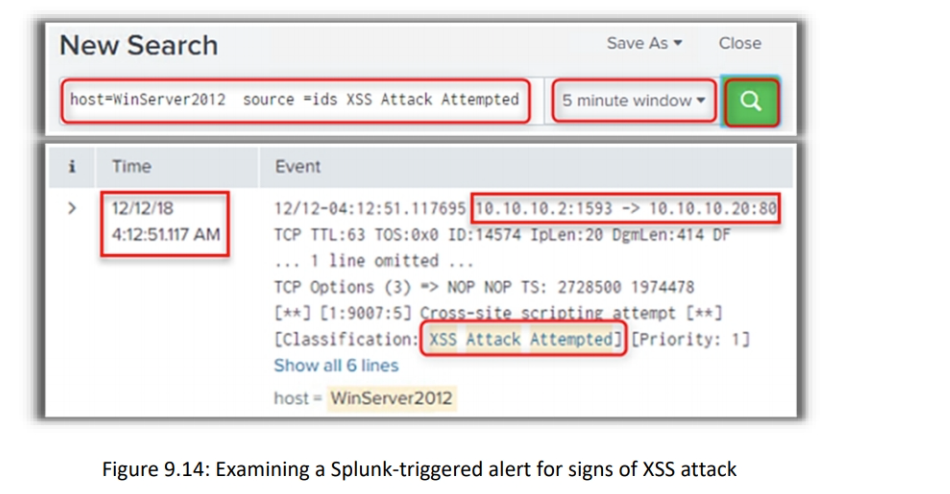 New Search
Save As ▾ Close
host=WinServer2012 source =ids XSS Attack Attempted
5 minute window ▾
i Time Event
> 12/12/18 12/12-04:12:51.117695 10.10.10.2:1593 -> 10.10.10.20:80
4:12:51.117 AM TCP TTL:63 TOS:0x0 ID:14574 IpLen:20 DgmLen:414 DF
... 1 line omitted ...
TCP Options (3) => NOP NOP TS: 2728500 1974478
[**] [1:9007:5] Cross-site scripting attempt [**]
[Classification: XSS Attack Attempted] [Priority: 1]
Show all 6 lines
host = WinServer2012
Figure 9.14: Examining a Splunk-triggered alert for signs of XSS attack